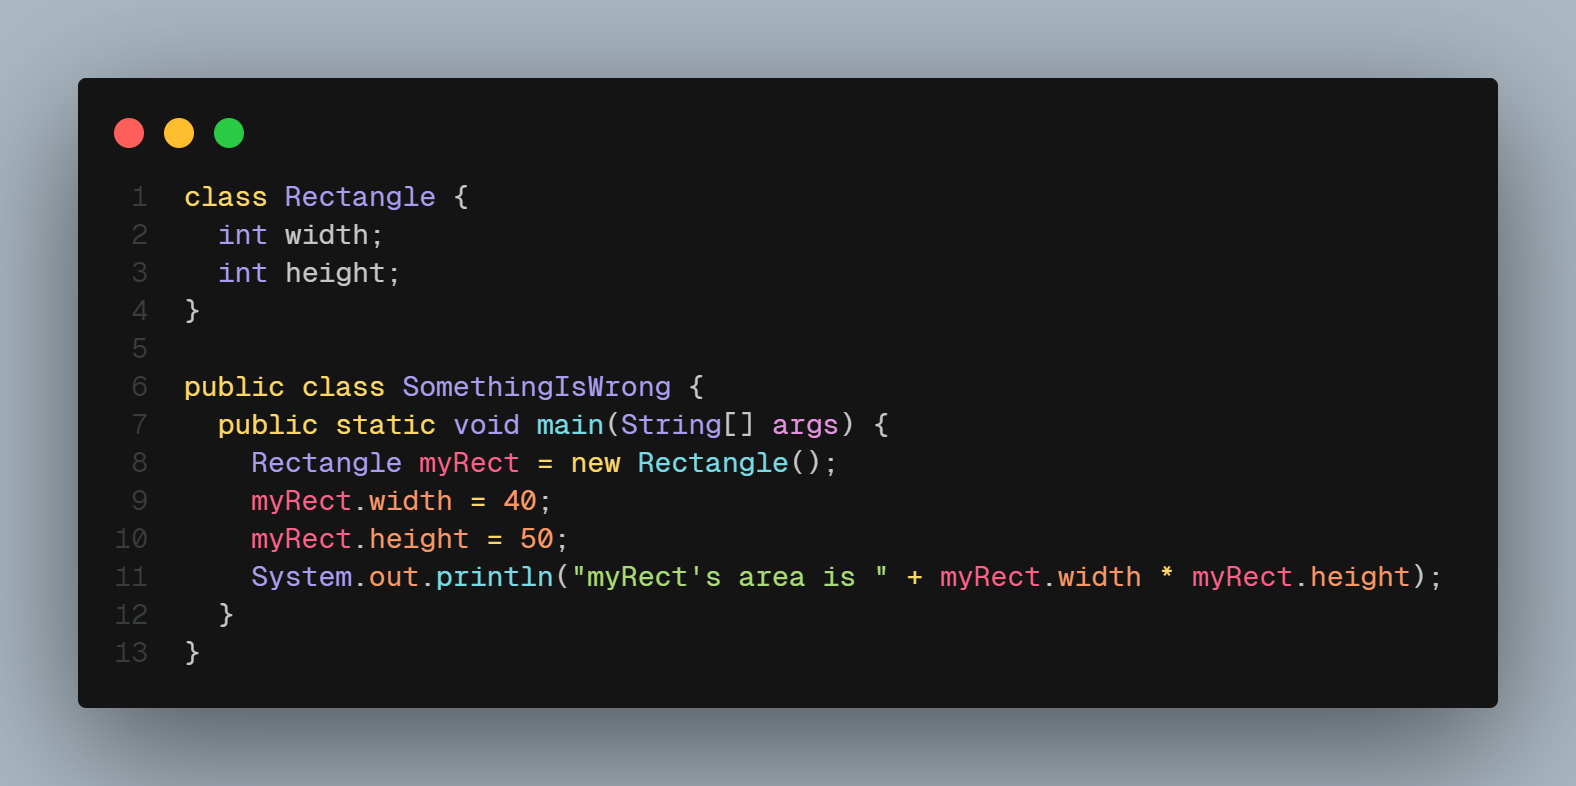 1 class Rectangle {
2   int width;
3   int height;
4 }
5
6 public class SomethingIsWrong {
7   public static void main(String[] args) {
8     Rectangle myRect = new Rectangle();
9     myRect.width = 40;
10     myRect.height = 50;
11     System.out.println("myRect's area is " + myRect.width * myRect.height);
12   }
13 }